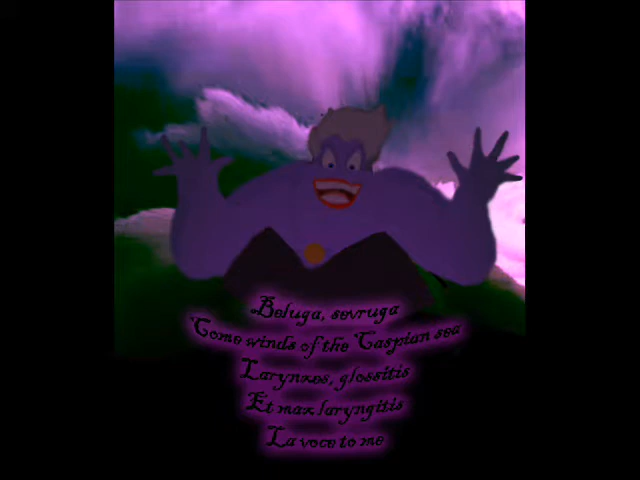 Beluga, sevruga
Come winds of the Caspian sea
Larynxes, glossitis
Et max laryngitis
La voce to me